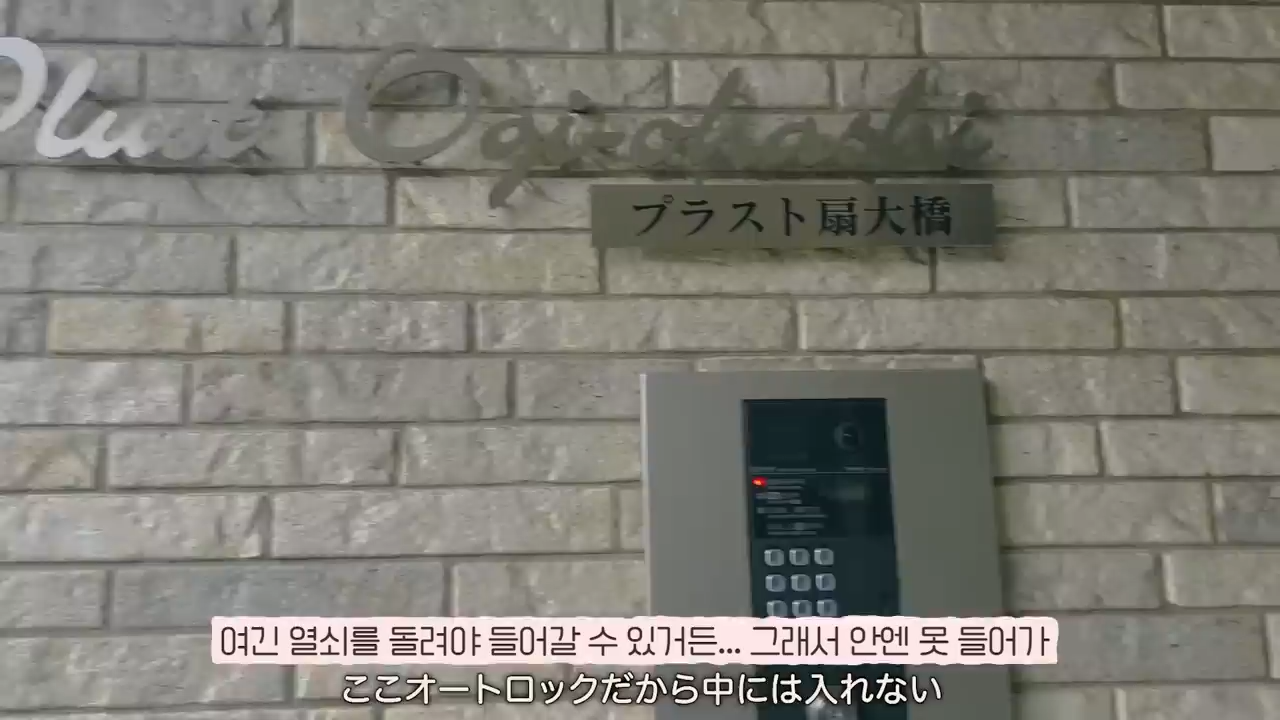 Plust Ogi-ohashi
プラスト扇大橋
여긴 열쇠를 돌려야 들어갈 수 있거든... 그래서 안엔 못 들어가
ここオートロックだから中には入れない